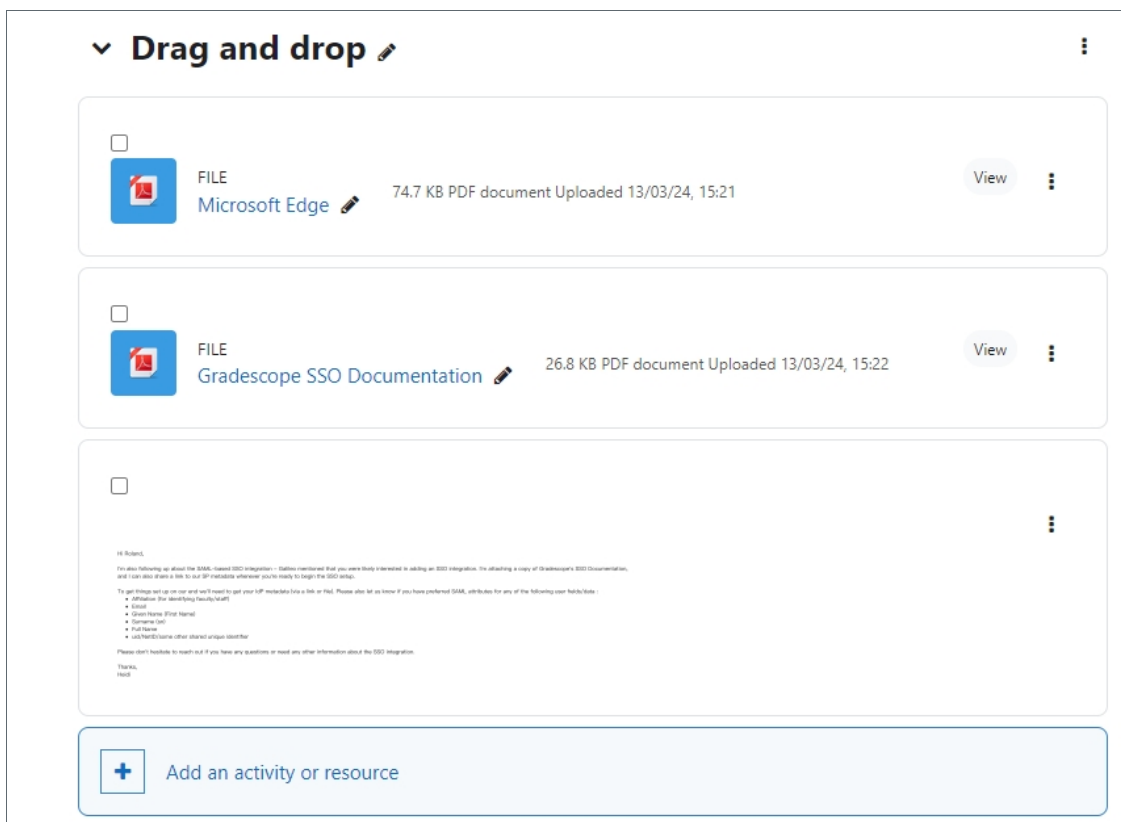 Drag and drop
FILE
Microsoft Edge
74.7 KB PDF document Uploaded 13/03/24, 15:21
View
FILE
Gradescope SSO Documentation
26.8 KB PDF document Uploaded 13/03/24, 15:22
View
Hi Roland,
I'm also following up about the SAML-based SSO integration – mentioned that you were likely interested in adding an SSO integration. I'm attaching a copy of Gradescope's SSO Documentation,
and I can also share a link to our SP metadata whenever you're ready to begin the SSO setup.
To get things set up on our end we'll need to get your IdP metadata (via a link or file). Please also let us know if you have preferred SAML attributes for any of the following user fields/data :
Affiliation (for identifying faculty/staff)
Email
Given Name (First Name)
Surname (sn)
Full Name
uid/NetID/some other shared unique identifier
Please don't hesitate to reach out if you have any questions or need any other information about the SSO integration.
Thanks,
Heidi
Add an activity or resource